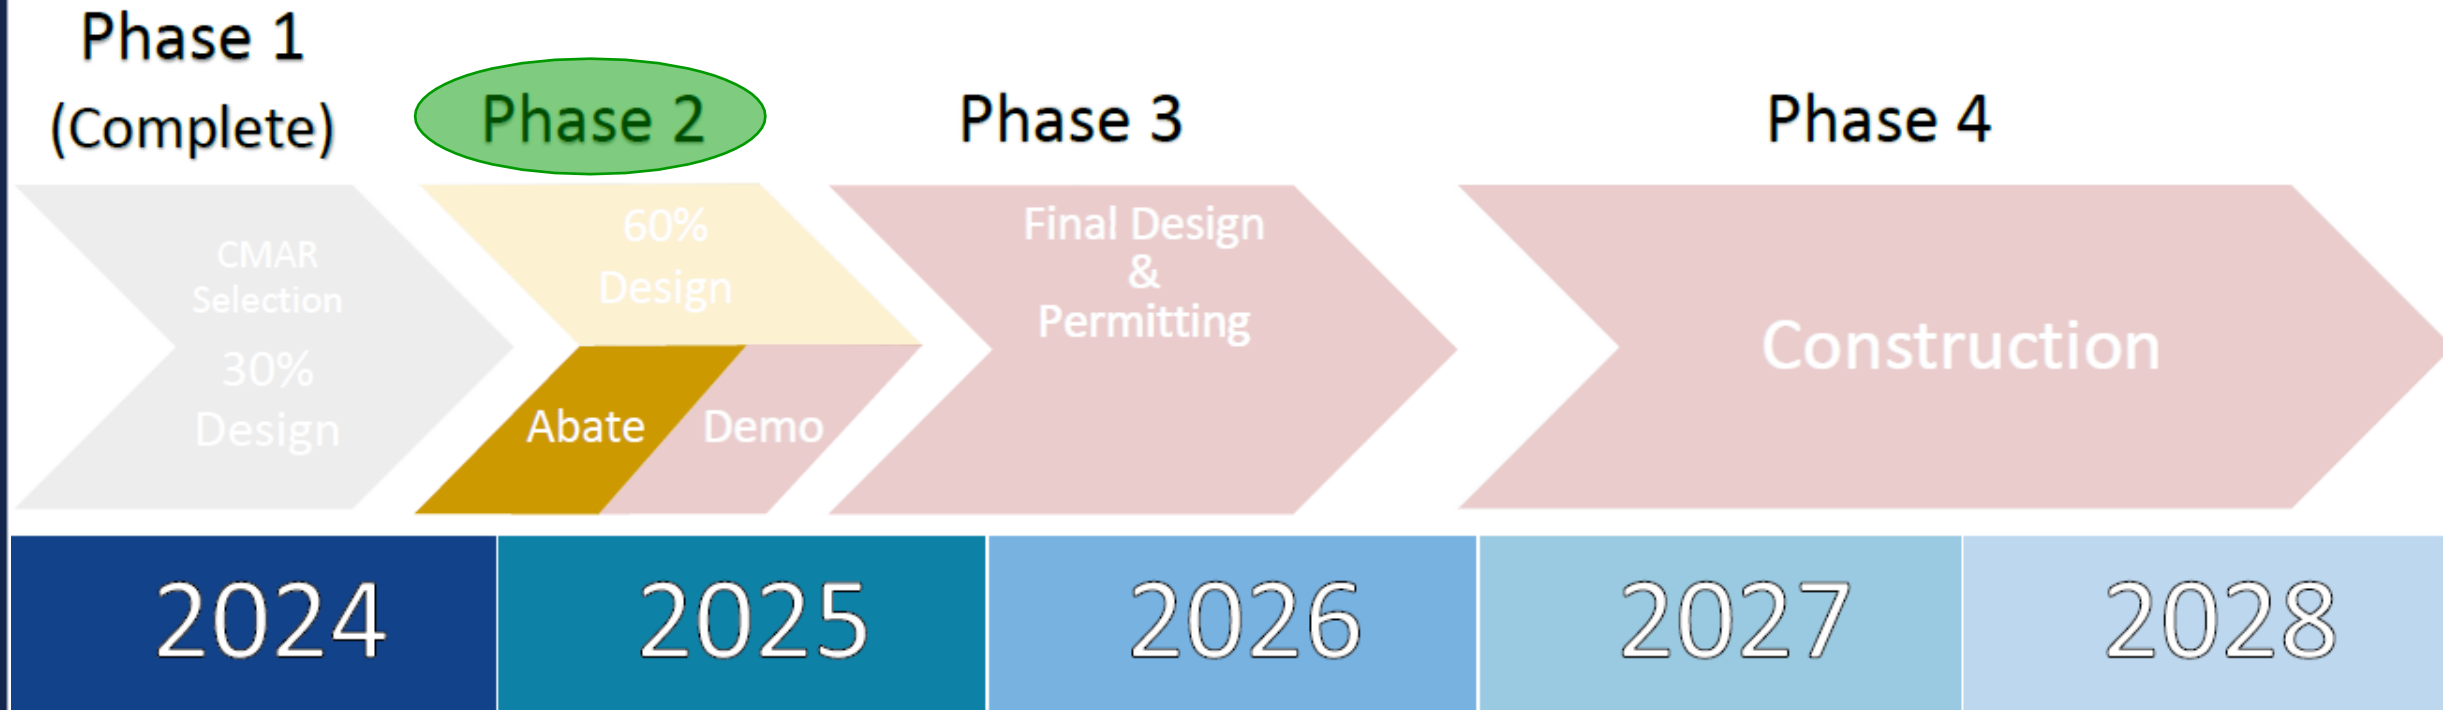 Phase 1
(Complete)
Phase 2
Phase 3
Phase 4
CMAR
Selection
30%
Design
60%
Design
Abate
Demo
Final Design
&
Permitting
Construction
2024
2025
2026
2027
2028